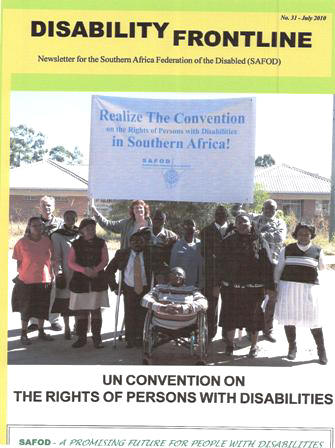 No. 31 - July 2010
DISABILITY FRONTLINE
Newsletter for the Southern Africa Federation of the Disabled (SAFOD)
Realize The Convention
on the Rights of Persons with Disabilities
in Southern Africa!
SAFOD
UN CONVENTION ON
THE RIGHTS OF PERSONS WITH DISABILITIES
SAFOD - A PROMISING FUTURE FOR PEOPLE WITH DISABILITIES